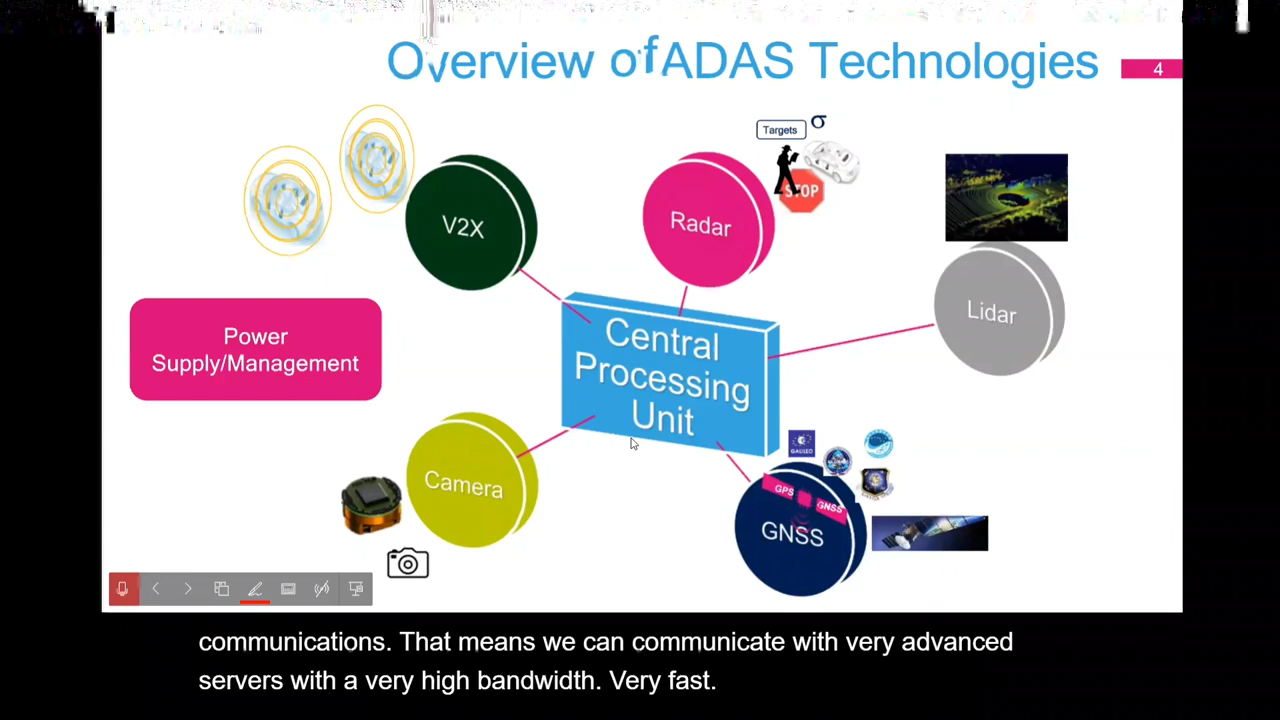 Overview of ADAS Technologies
4
Targets
σ
STOP
V2X
Radar
Lidar
Power
Supply/Management
Central
Processing
Unit
Camera
GALILEO
GPS
GNSS
GNSS
communications. That means we can communicate with very advanced
servers with a very high bandwidth. Very fast.